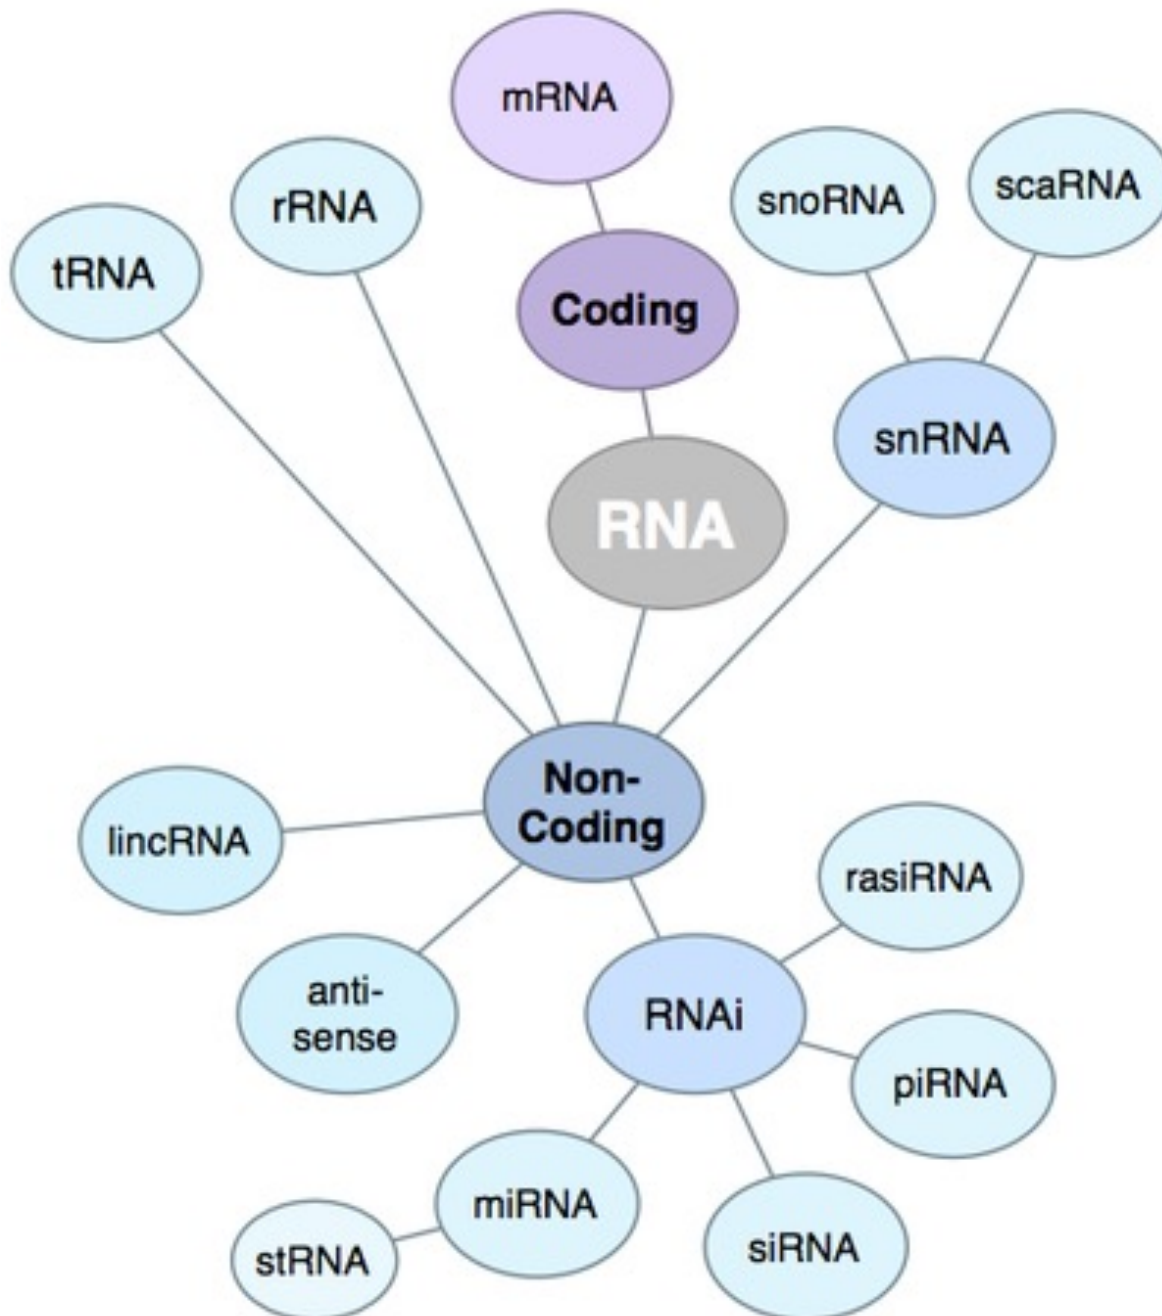 mRNA
snoRNA
scaRNA
rRNA
tRNA
Coding
snRNA
RNA
Non-
Coding
lincRNA
rasiRNA
anti-
sense
RNAi
piRNA
miRNA
siRNA
stRNA